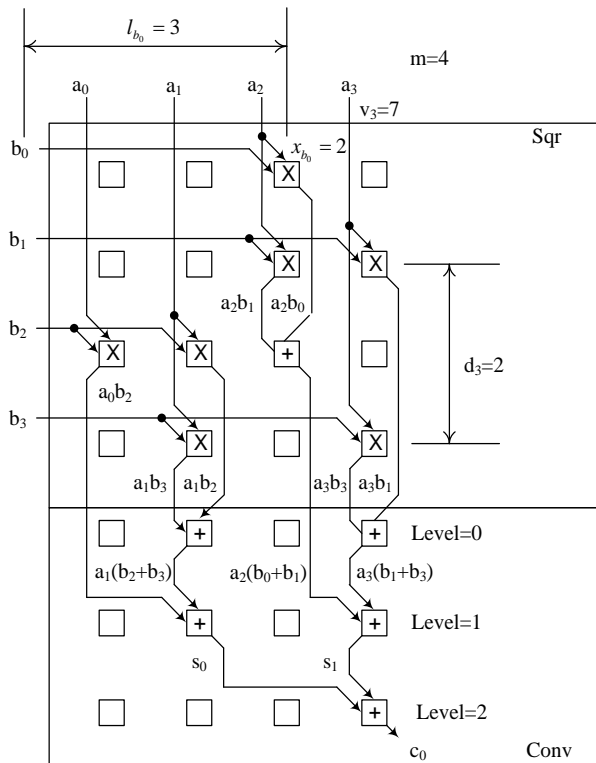 l_{b_0} = 3
m=4
a_0 a_1 a_2 a_3
v_3=7
Sqr
b_0
x_{b_0} = 2
X
b_1
X X
a_2b_1 a_2b_0
b_2
X X +
d_3=2
a_0b_2
b_3
X X
a_1b_3 a_1b_2 a_3b_3 a_3b_1
+ + Level=0
a_1(b_2+b_3) a_2(b_0+b_1) a_3(b_1+b_3)
+ + Level=1
s_0 s_1
+ Level=2
c_0
Conv